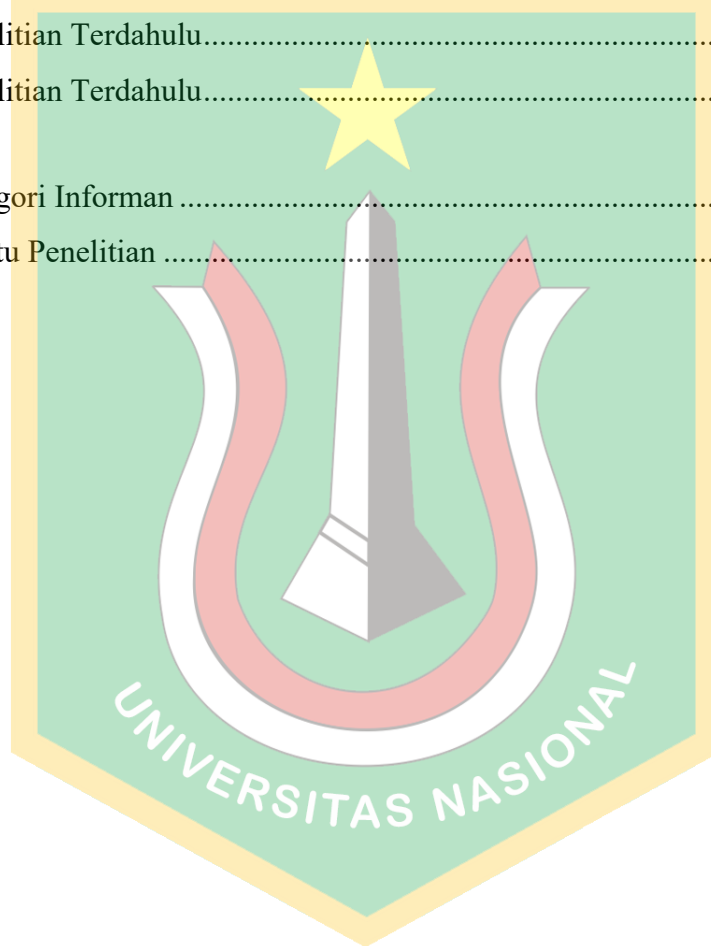 litian Terdahulu
litian Terdahulu
gori Informan
tu Penelitian
UNIVERSITAS NASIONAL